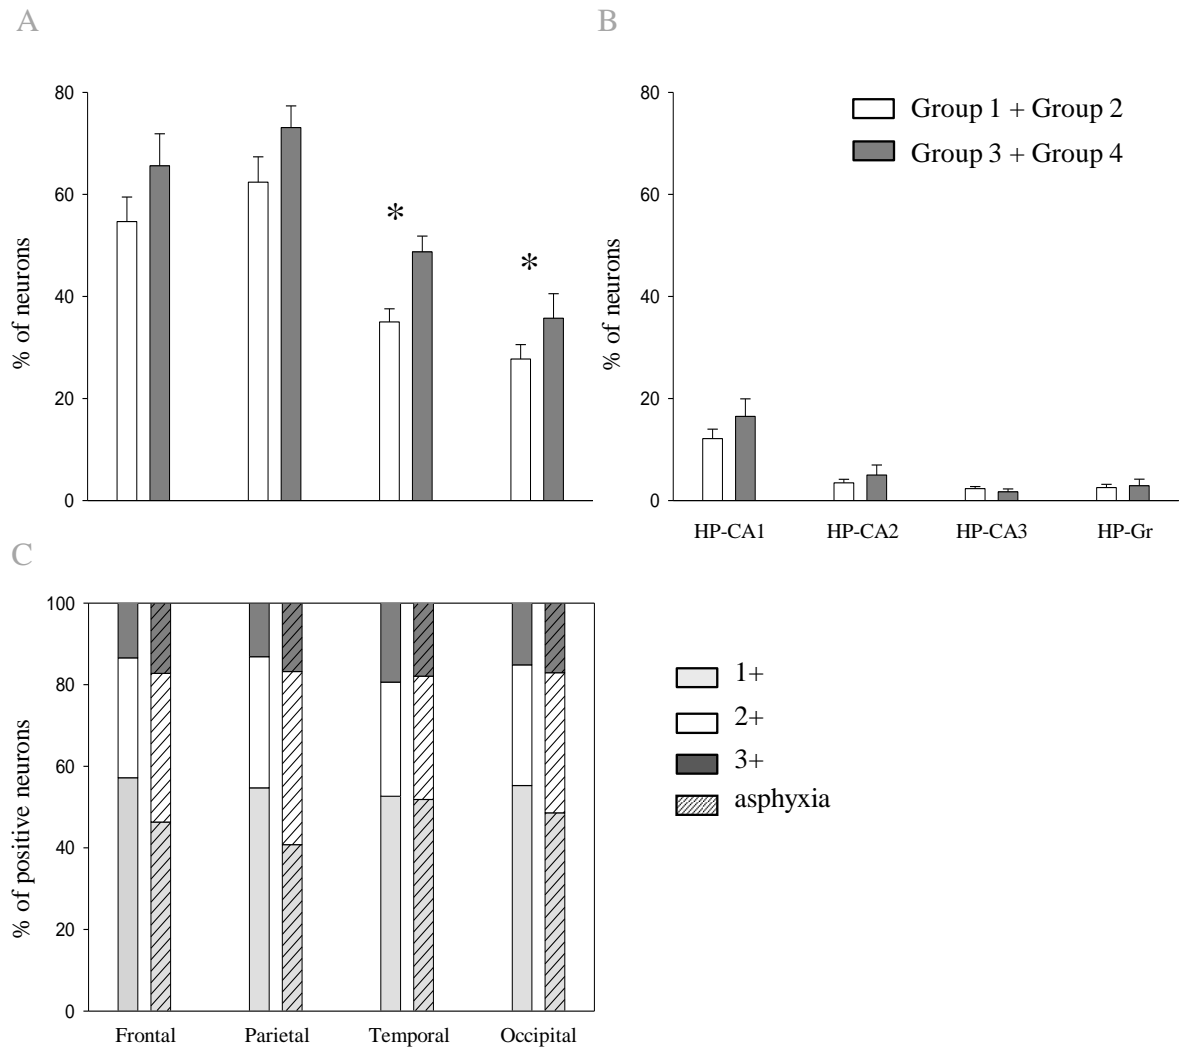 A
80
60
40
20
0
% of neurons
*
*
B
80
60
40
20
0
% of neurons
Group 1 + Group 2
Group 3 + Group 4
HP-CA1 HP-CA2 HP-CA3 HP-Gr
C
100
80
60
40
20
0
% of positive neurons
Frontal Parietal Temporal Occipital
1+
2+
3+
asphyxia